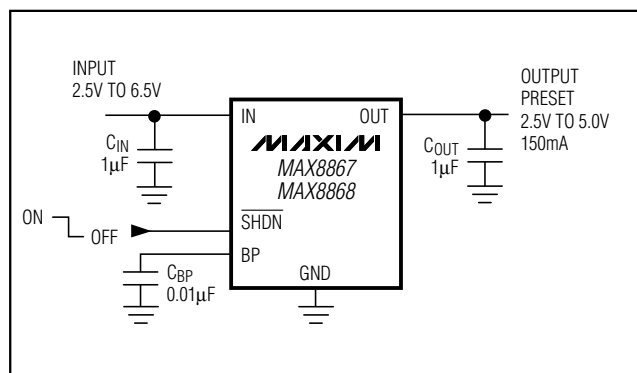 INPUT
2.5V TO 6.5V
IN
OUT
OUTPUT
PRESET
2.5V TO 5.0V
150mA
CIN
1µF
MAXIM
MAX8867
MAX8868
COUT
1µF
ON
OFF
SHDN
BP
GND
CBP
0.01µF